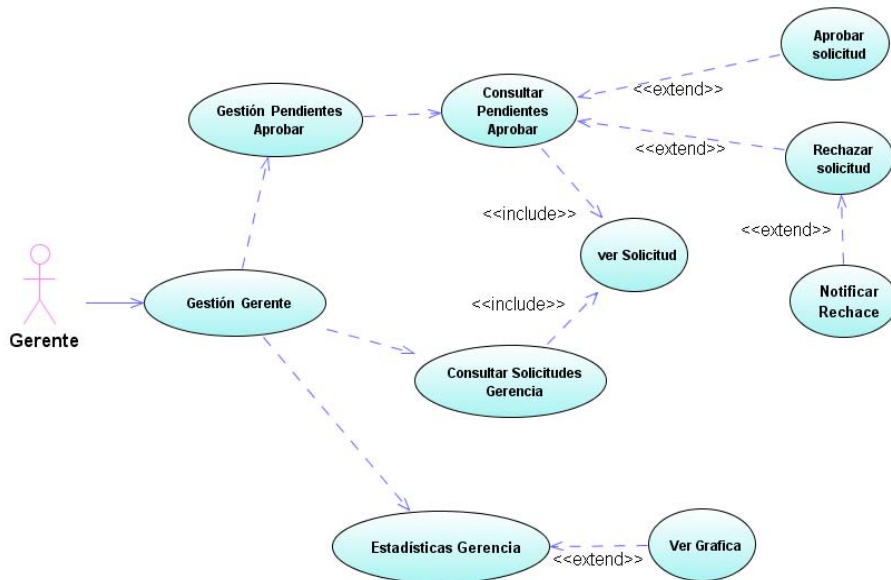 Aprobar
solicitud
<<extend>>
Gestión Pendientes
Aprobar
Consultar
Pendientes
Aprobar
<<extend>>
Rechazar
solicitud
<<include>>
<<extend>>
ver Solicitud
Gerente
Gestión Gerente
<<include>>
Notificar
Rechace
Consultar Solicitudes
Gerencia
Estadísticas Gerencia
<<extend>>
Ver Grafica